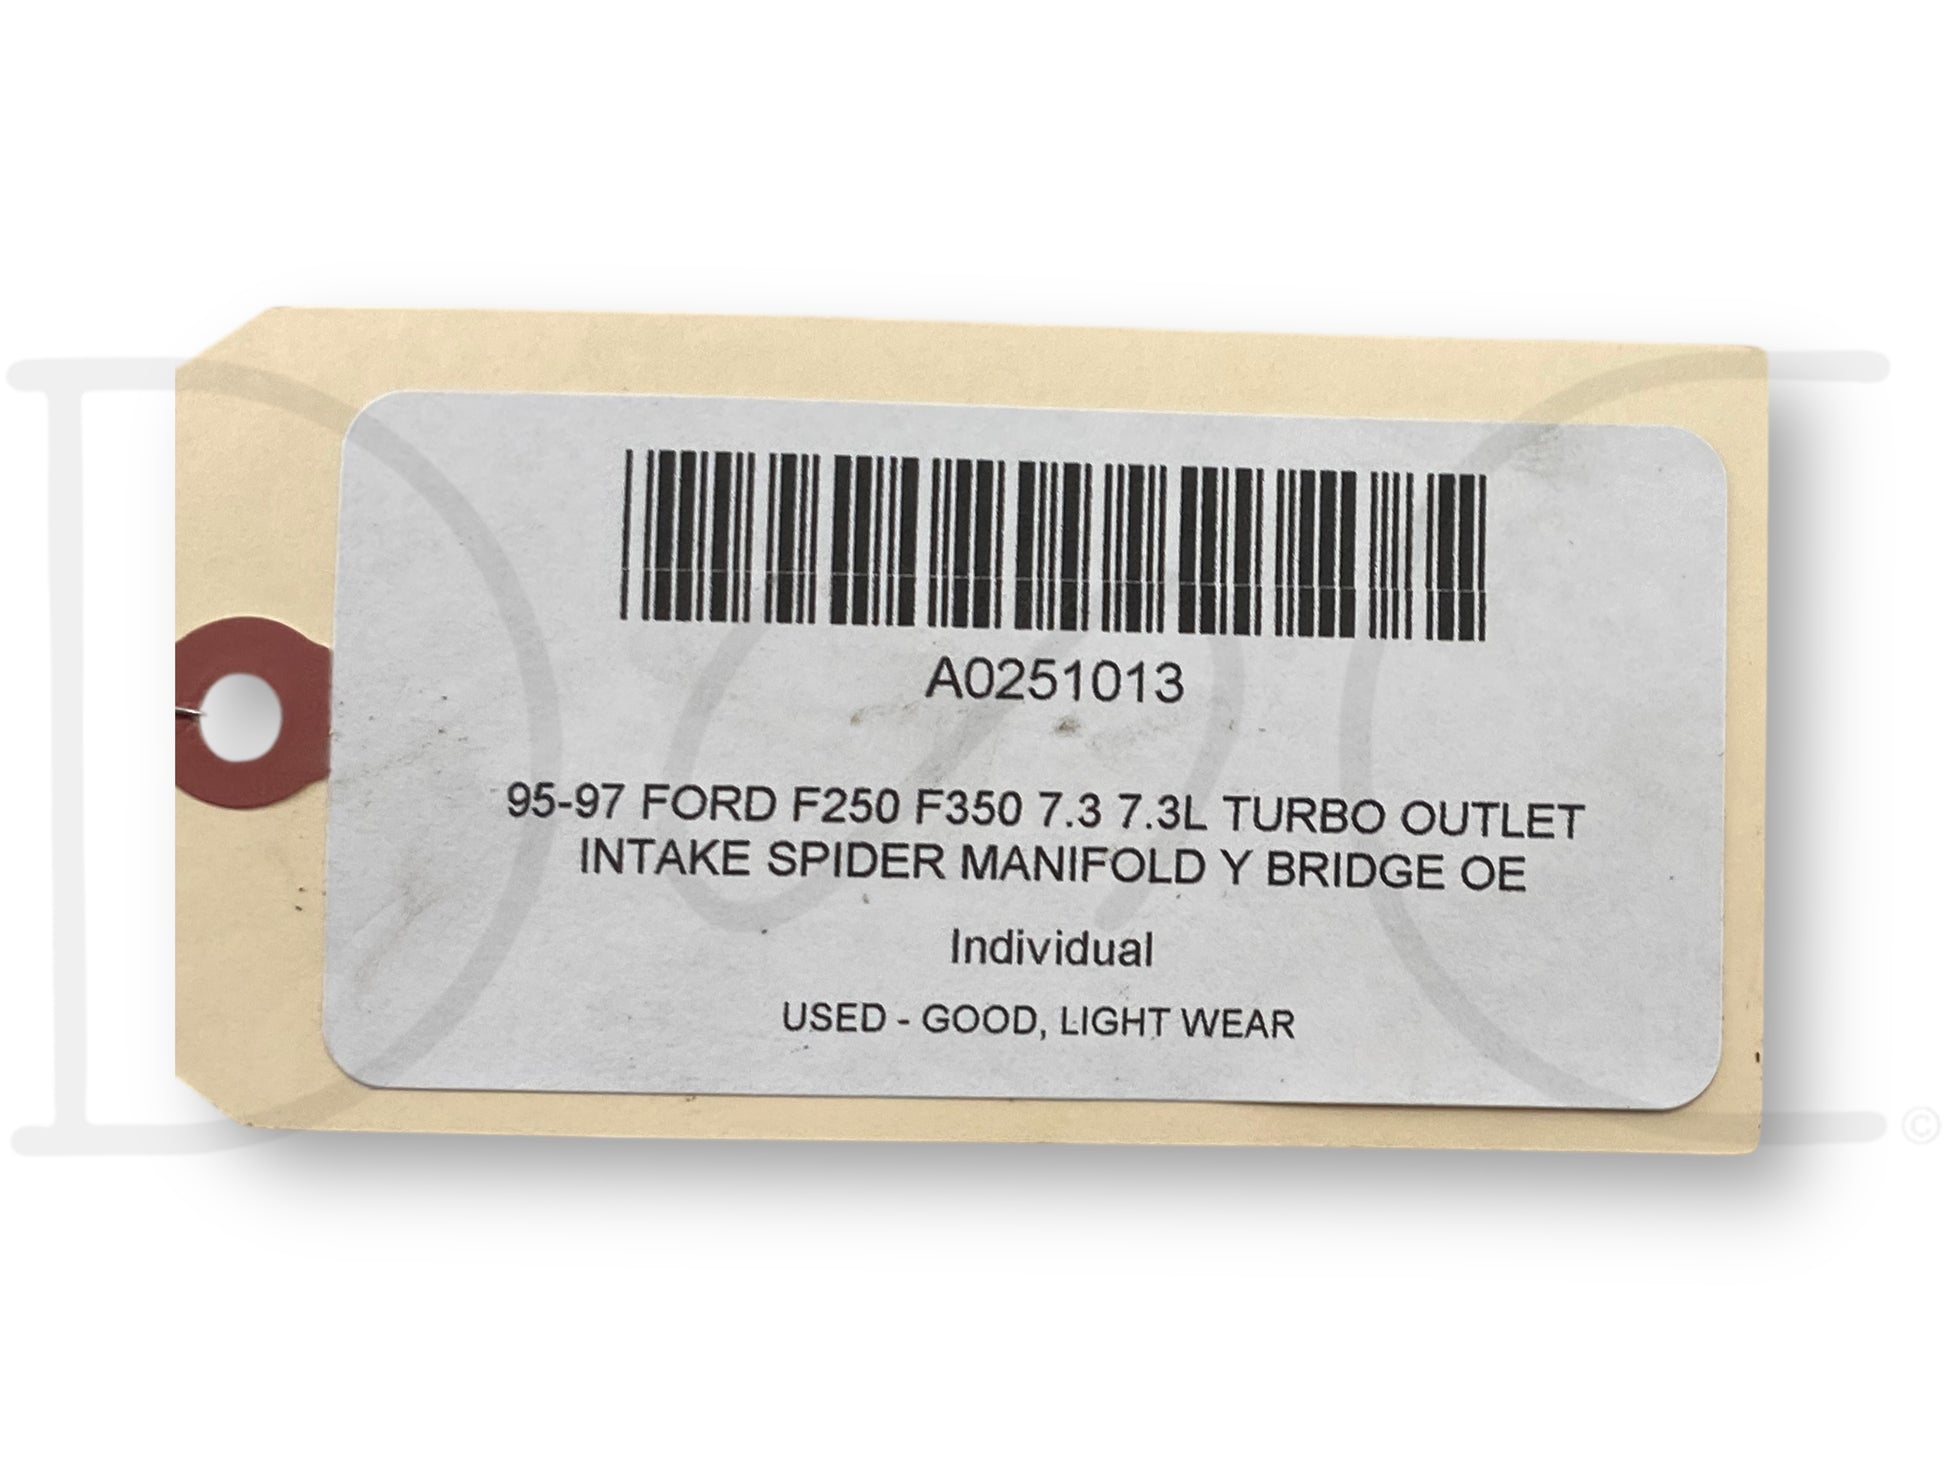 A0251013
95-97 FORD F250 F350 7.3 7.3L TURBO OUTLET
INTAKE SPIDER MANIFOLD Y BRIDGE OE
Individual
USED - GOOD, LIGHT WEAR
©